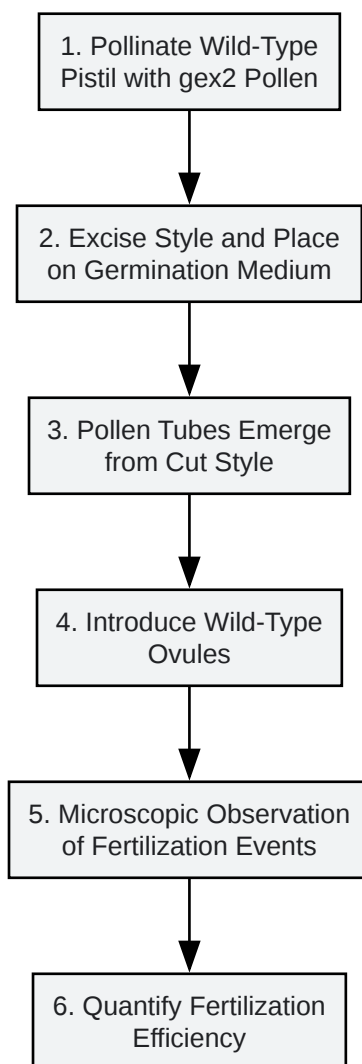 1. Pollinate Wild-Type
Pistil with gex2 Pollen
2. Excise Style and Place
on Germination Medium
3. Pollen Tubes Emerge
from Cut Style
4. Introduce Wild-Type
Ovules
5. Microscopic Observation
of Fertilization Events
6. Quantify Fertilization
Efficiency